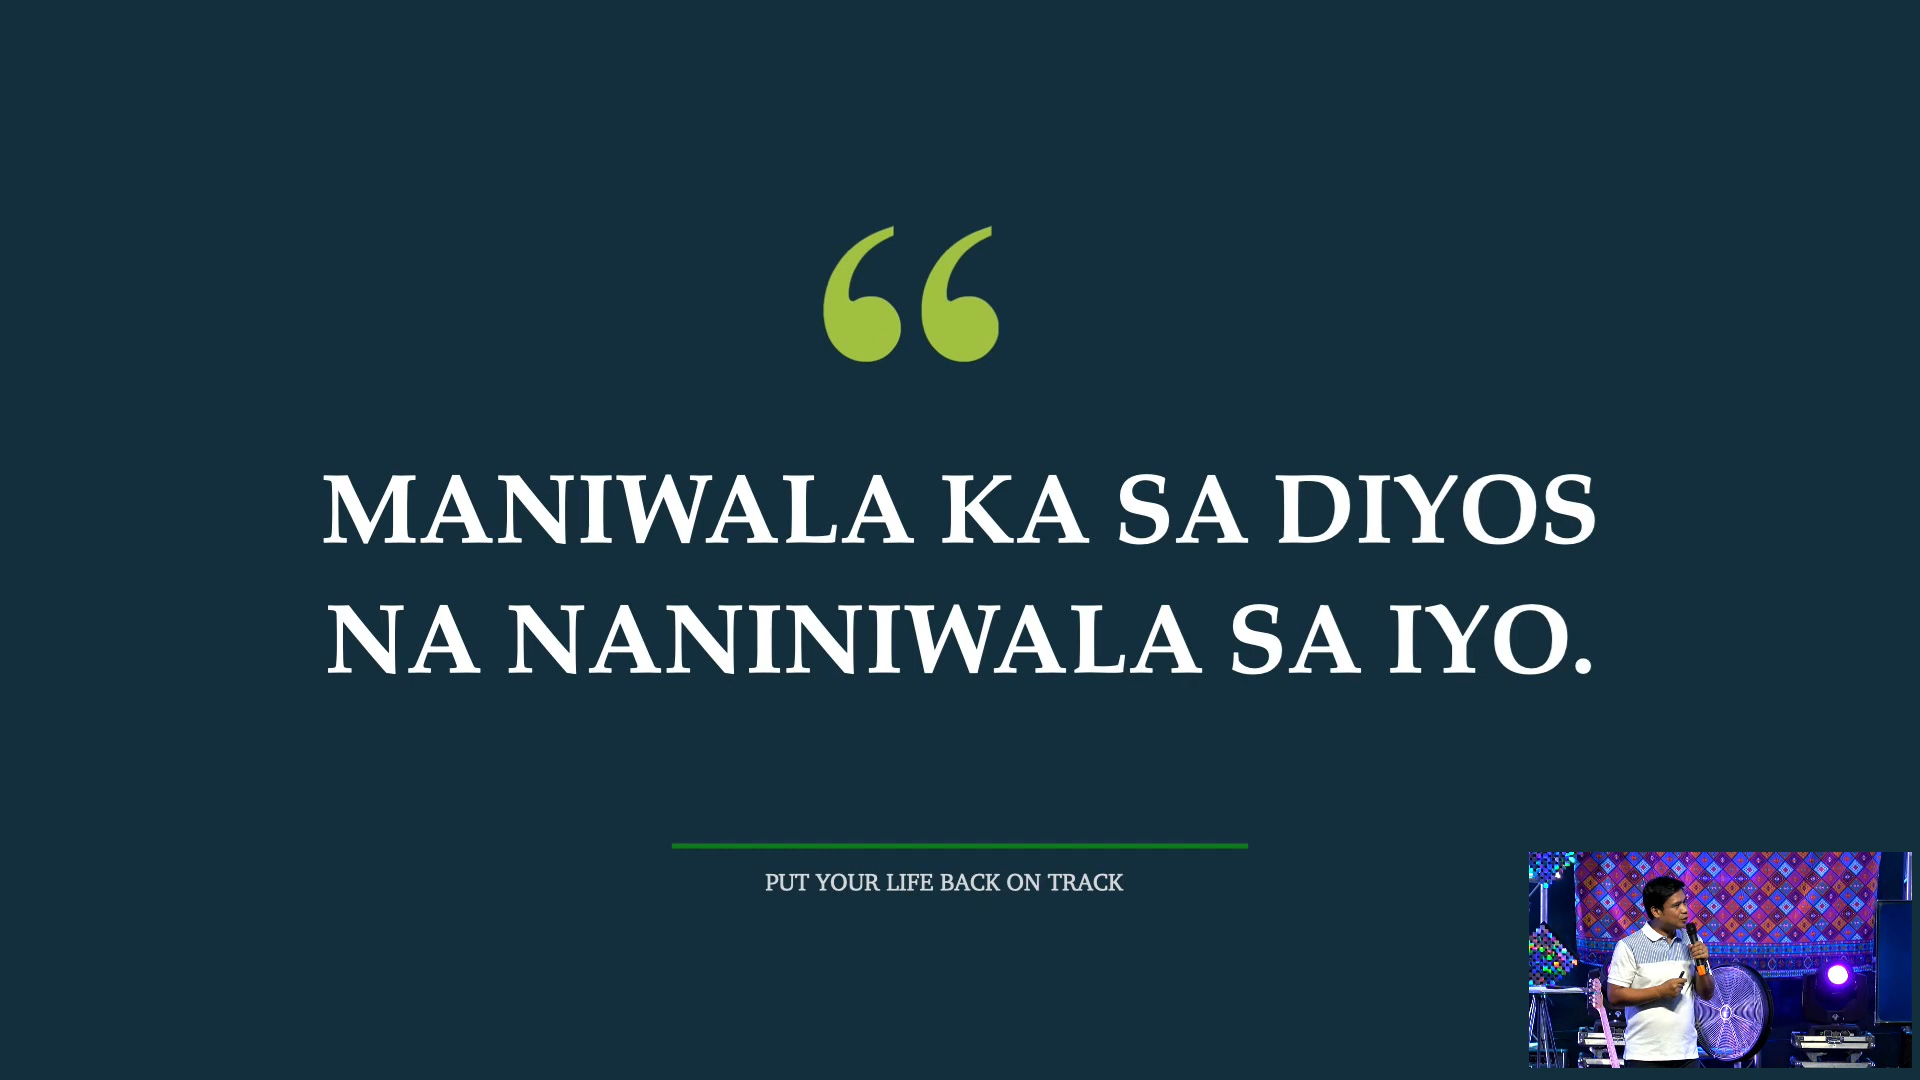 “
MANIWALA KA SA DIYOS
NA NANINIWALA SA IYO.
PUT YOUR LIFE BACK ON TRACK